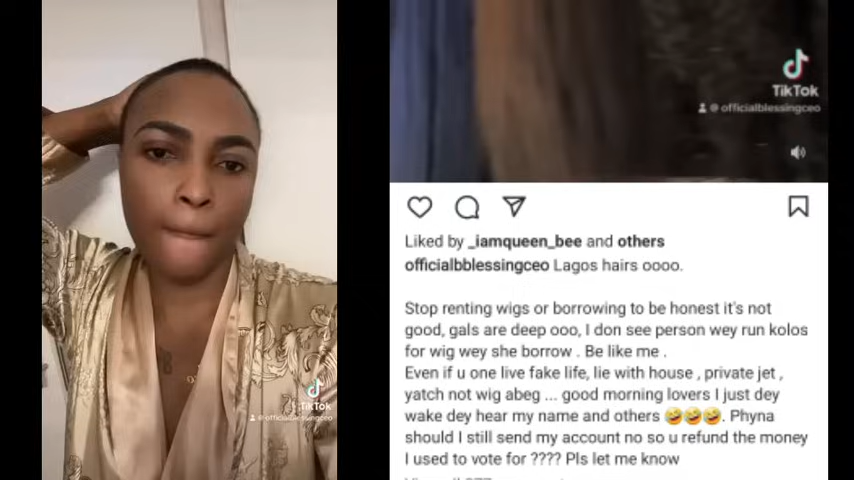 TikTok
@officialblessingceo
TikTok
@officialblessingceo
Liked by _iamqueen_bee and others
officialbblessingceo Lagos hairs oooo.
Stop renting wigs or borrowing to be honest it's not
good, gals are deep ooo, I don see person wey run kolos
for wig wey she borrow . Be like me .
Even if u one live fake life, lie with house , private jet ,
yatch not wig abeg ... good morning lovers I just dey
wake dey hear my name and others 🤣🤣🤣. Phyna
should I still send my account no so u refund the money
I used to vote for ???? Pls let me know